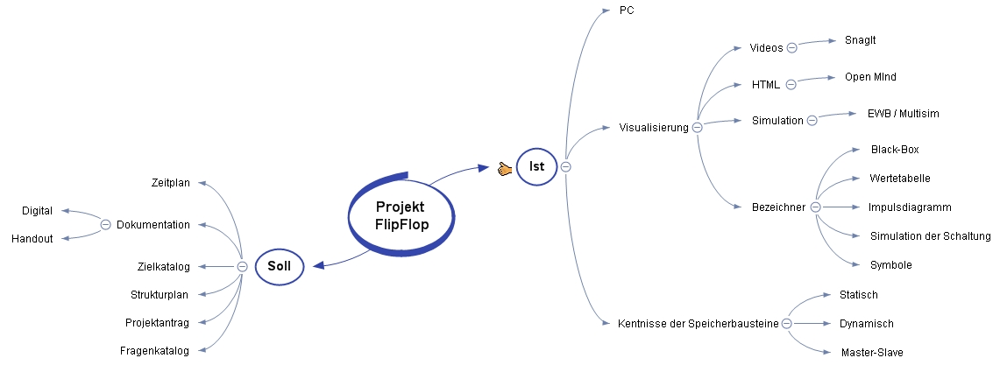 Projekt
FlipFlop
Ist
PC
Visualisierung
Videos
SnagIt
HTML
Open MInd
Simulation
EWB / Multisim
Bezeichner
Black-Box
Wertetabelle
Impulsdiagramm
Simulation der Schaltung
Symbole
Kentnisse der Speicherbausteine
Statisch
Dynamisch
Master-Slave
Soll
Zeitplan
Dokumentation
Digital
Handout
Zielkatalog
Strukturplan
Projektantrag
Fragenkatalog